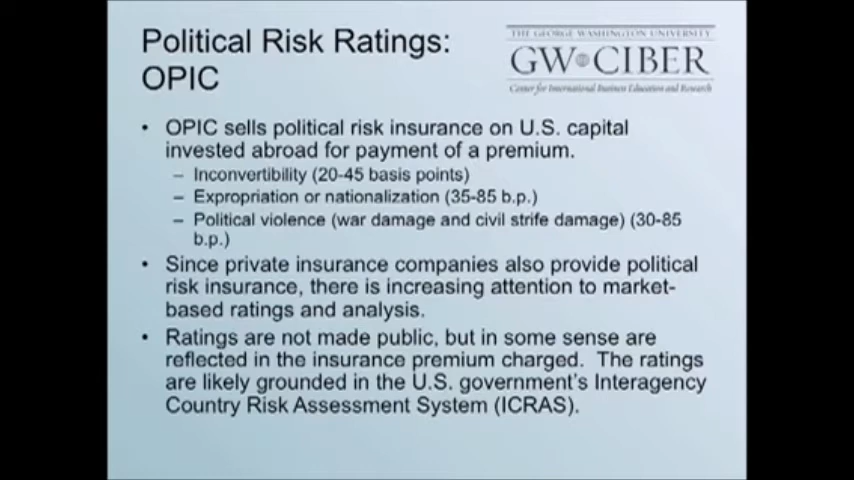 Political Risk Ratings:
OPIC
THE GEORGE WASHINGTON UNIVERSITY
GW CIBER
Center for International Business Education and Research
• OPIC sells political risk insurance on U.S. capital
invested abroad for payment of a premium.
– Inconvertibility (20-45 basis points)
– Expropriation or nationalization (35-85 b.p.)
– Political violence (war damage and civil strife damage) (30-85
b.p.)
• Since private insurance companies also provide political
risk insurance, there is increasing attention to market-
based ratings and analysis.
• Ratings are not made public, but in some sense are
reflected in the insurance premium charged. The ratings
are likely grounded in the U.S. government's Interagency
Country Risk Assessment System (ICRAS).